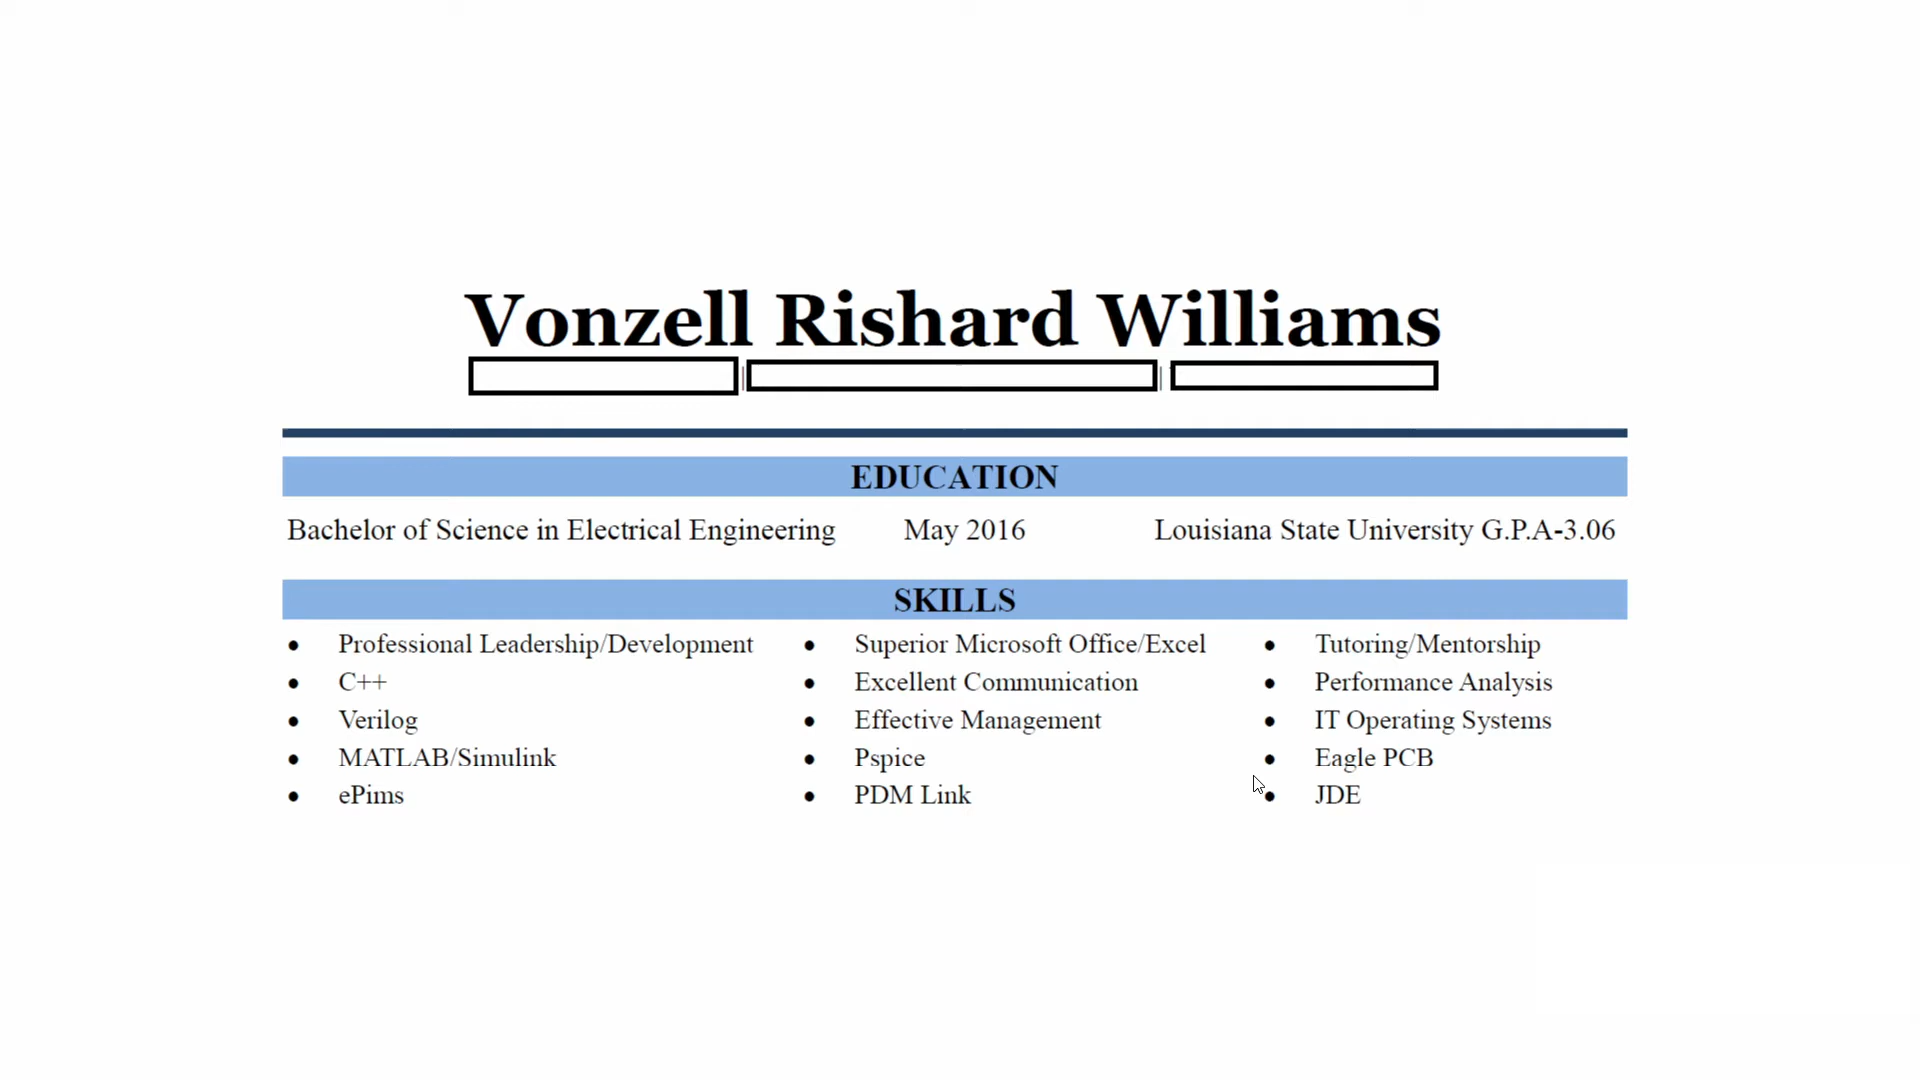 Vonzell Rishard Williams
EDUCATION
Bachelor of Science in Electrical Engineering May 2016 Louisiana State University G.P.A-3.06
SKILLS
● Professional Leadership/Development ● Superior Microsoft Office/Excel ● Tutoring/Mentorship
● C++ ● Excellent Communication ● Performance Analysis
● Verilog ● Effective Management ● IT Operating Systems
● MATLAB/Simulink ● Pspice ● Eagle PCB
● ePims ● PDM Link ● JDE